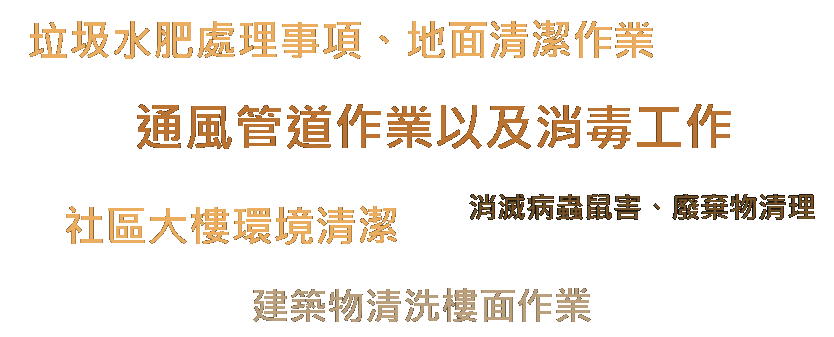 垃圾水肥處理事項、地面清潔作業
通風管道作業以及消毒工作
消滅病蟲鼠害、廢棄物清理
社區大樓環境清潔
建築物清洗樓面作業